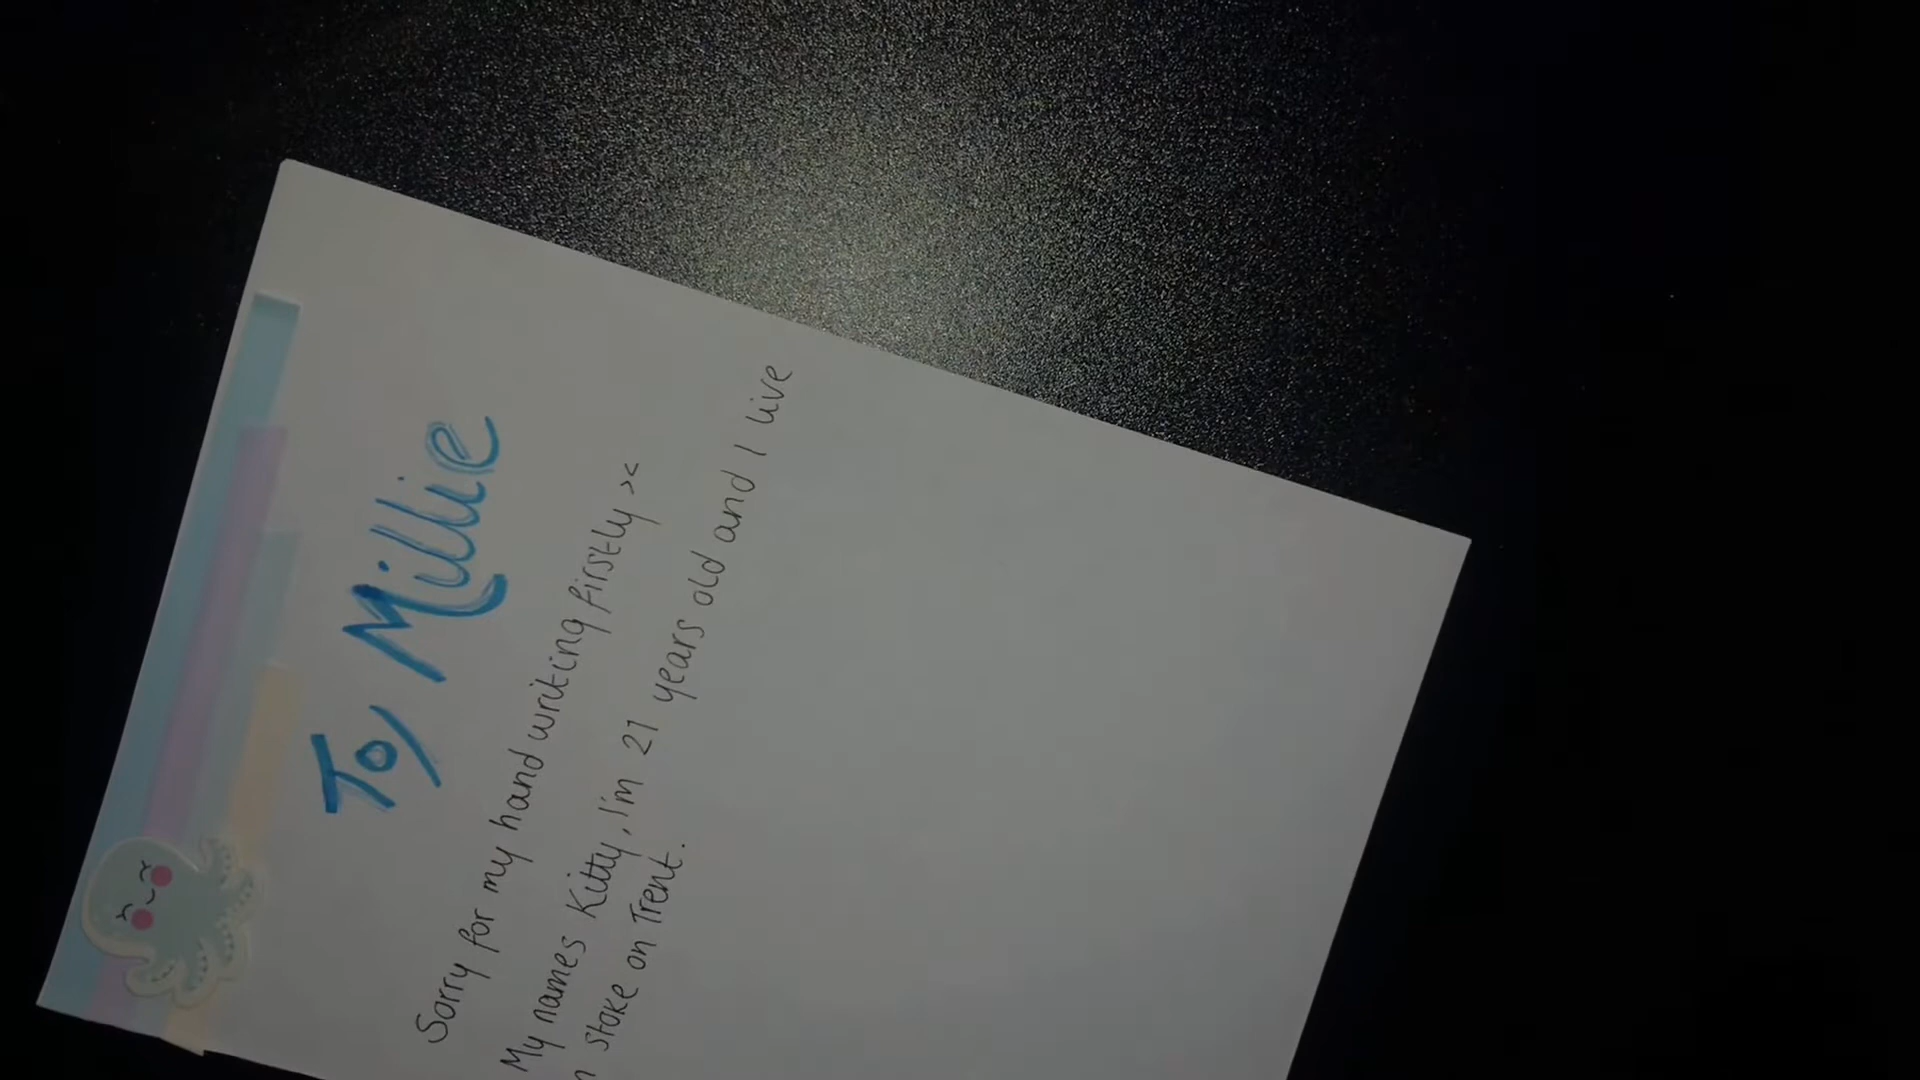 To, Millie
Sorry for my hand writing firstly ><
My names Kitty, I'm 21 years old and I live
stoke on Trent.